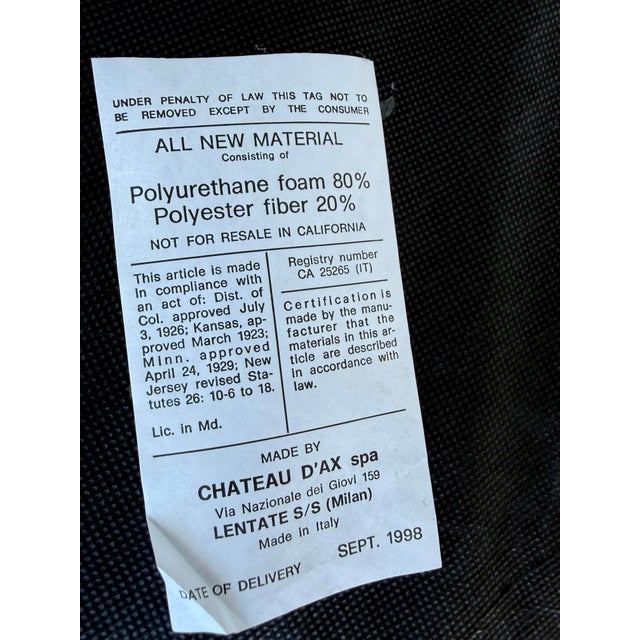 UNDER PENALTY OF LAW THIS TAG NOT TO
BE REMOVED EXCEPT BY THE CONSUMER
ALL NEW MATERIAL
Consisting of
Polyurethane foam 80%
Polyester fiber 20%
NOT FOR RESALE IN CALIFORNIA
This article is made
in compliance with
an act of: Dist. of
Col. approved July
3, 1926; Kansas, ap-
proved March 1923;
Minn. approved
April 24, 1929; New
Jersey revised Sta-
tutes 26: 10-6 to 18.
Lic. in Md.
Registry number
CA 25265 (IT)
Certification is
made by the manu-
facturer that the
materials in this ar-
ticle are described
in accordance with
law.
MADE BY
CHATEAU D'AX spa
Via Nazionale dei Giovi 159
LENTATE S/S (Milan)
Made in Italy
DATE OF DELIVERY SEPT. 1998